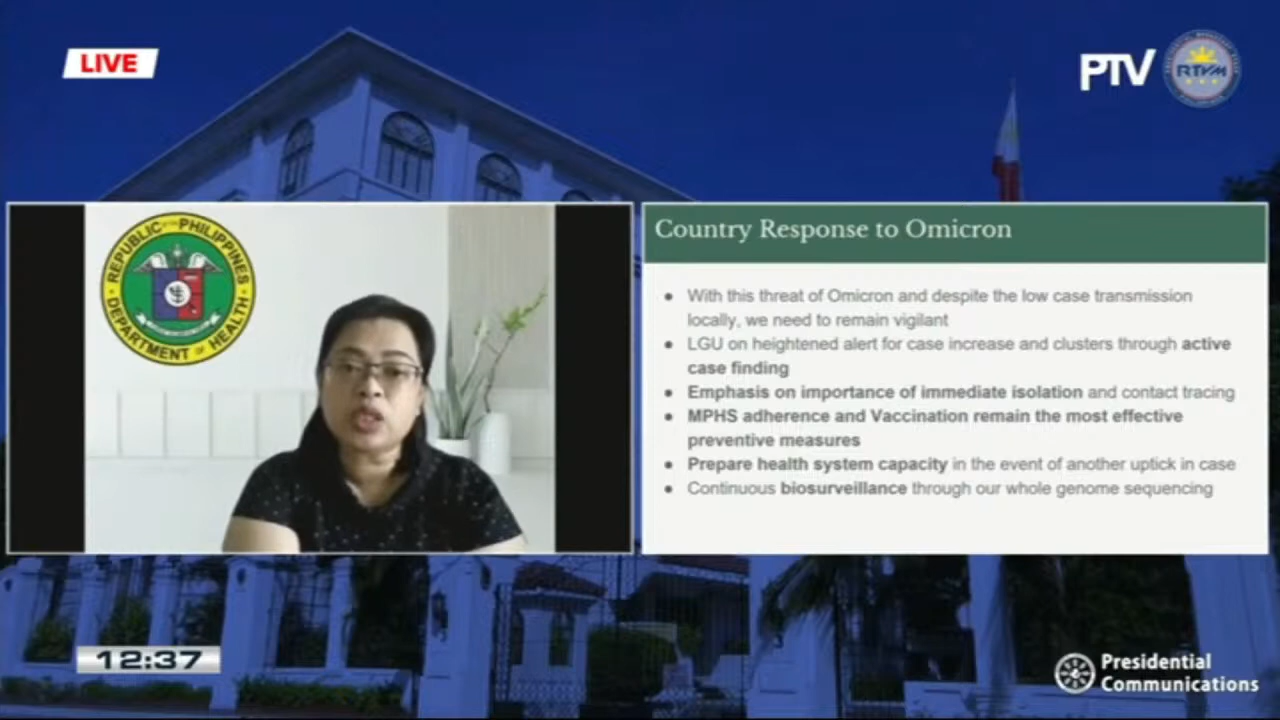 LIVE
PTV
RTVM
REPUBLIC OF THE PHILIPPINES
DEPARTMENT OF HEALTH
Country Response to Omicron
● With this threat of Omicron and despite the low case transmission
locally, we need to remain vigilant
● LGU on heightened alert for case increase and clusters through active
case finding
● Emphasis on importance of immediate isolation and contact tracing
● MPHS adherence and Vaccination remain the most effective
preventive measures
● Prepare health system capacity in the event of another uptick in case
● Continuous biosurveillance through our whole genome sequencing
12:37
Presidential
Communications